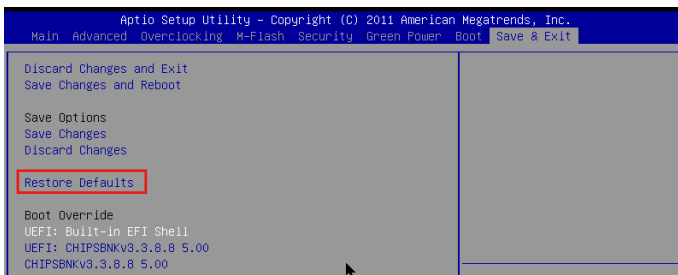 Aptio Setup Utility - Copyright (C) 2011 American Megatrends, Inc.
Main Advanced Overclocking M-Flash Security Green Power Boot Save & Exit
Discard Changes and Exit
Save Changes and Reboot
Save Options
Save Changes
Discard Changes
Restore Defaults
Boot Override
UEFI: Built-in EFI Shell
UEFI: CHIPSBNKv3.3.8.8 5.00
CHIPSBNKv3.3.8.8 5.00